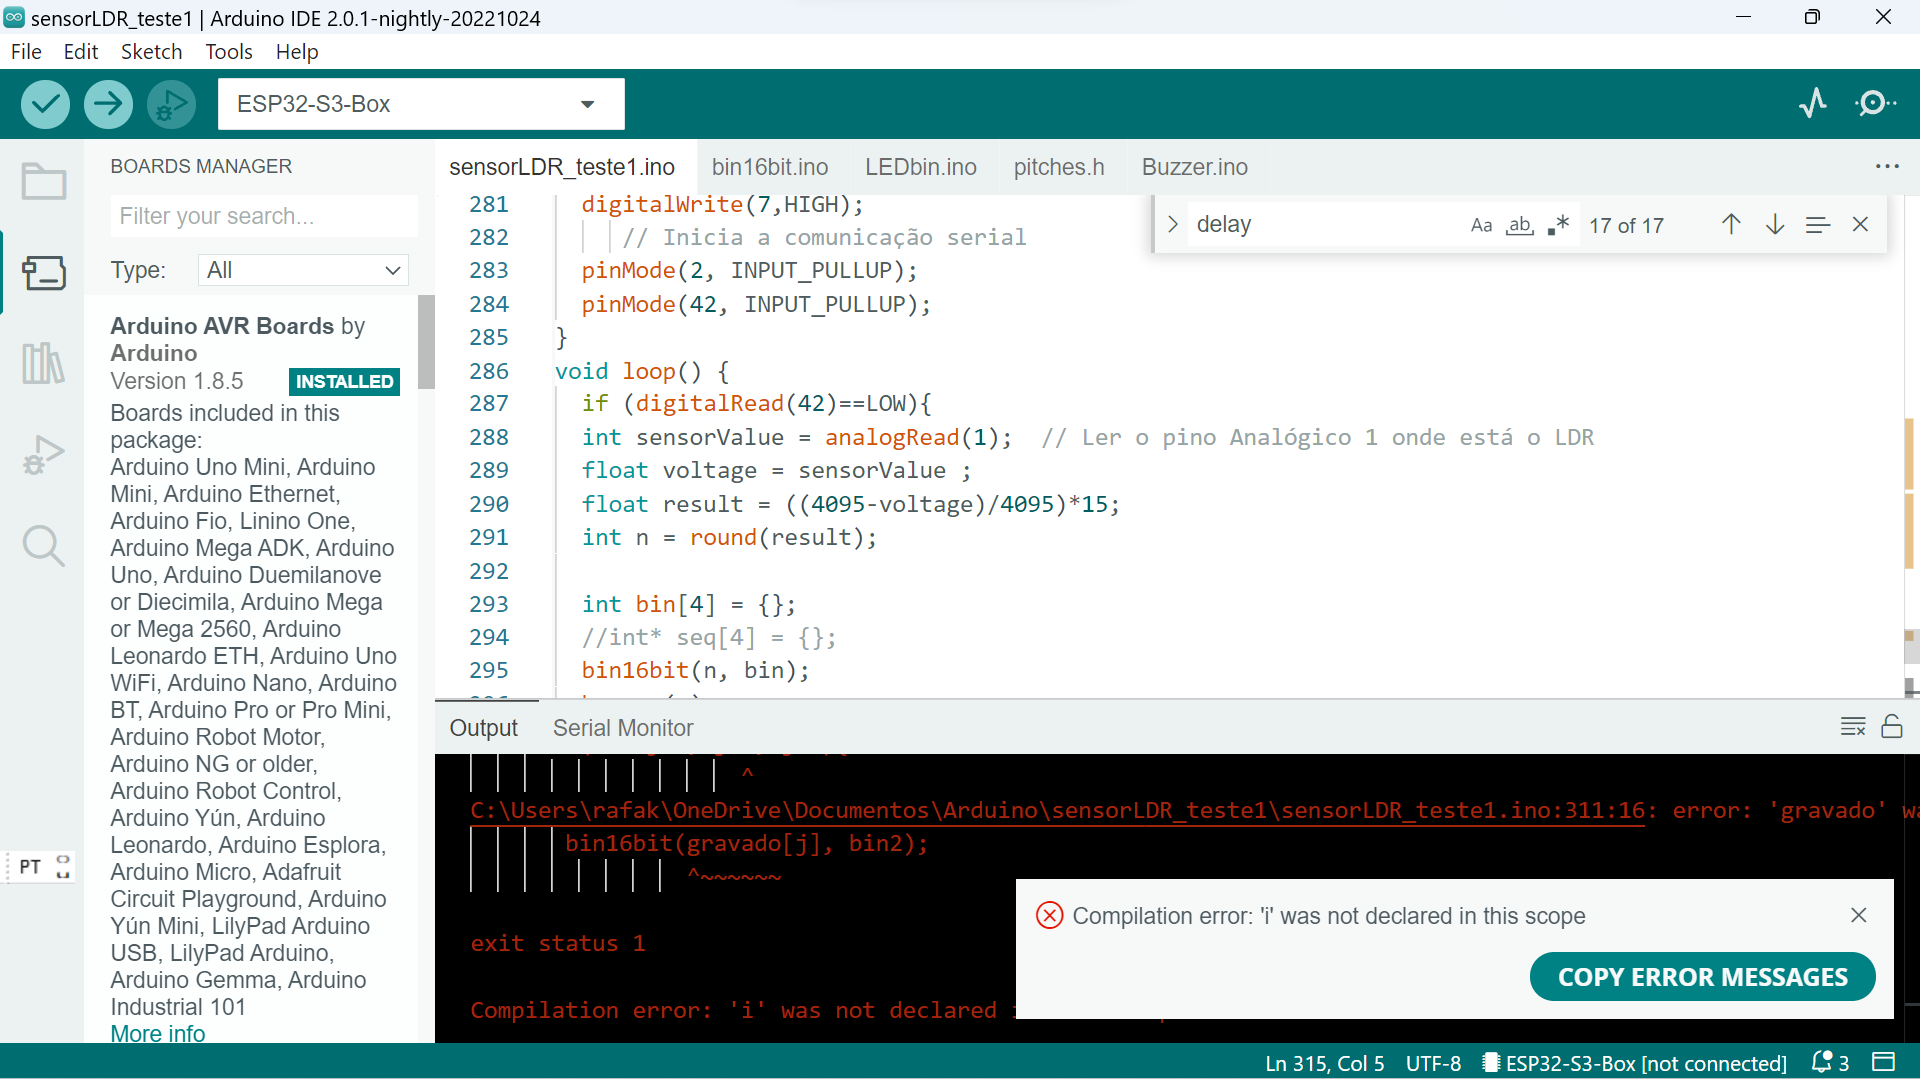 sensorLDR_teste1 | Arduino IDE 2.0.1-nightly-20221024
File Edit Sketch Tools Help
ESP32-S3-Box
BOARDS MANAGER
Filter your search...
Type: All
Arduino AVR Boards by
Arduino
Version 1.8.5 INSTALLED
Boards included in this
package:
Arduino Uno Mini, Arduino
Mini, Arduino Ethernet,
Arduino Fio, Linino One,
Arduino Mega ADK, Arduino
Uno, Arduino Duemilanove
or Diecimila, Arduino Mega
or Mega 2560, Arduino
Leonardo ETH, Arduino Uno
WiFi, Arduino Nano, Arduino
BT, Arduino Pro or Pro Mini,
Arduino Robot Motor,
Arduino NG or older,
Arduino Robot Control,
Arduino Yún, Arduino
Leonardo, Arduino Esplora,
Arduino Micro, Adafruit
Circuit Playground, Arduino
Yún Mini, LilyPad Arduino
USB, LilyPad Arduino,
Arduino Gemma, Arduino
Industrial 101
More info
PT
sensorLDR_teste1.ino bin16bit.ino LEDbin.ino pitches.h Buzzer.ino ...
delay Aa ab .* 17 of 17
281 digitalWrite(7,HIGH);
282 // Inicia a comunicação serial
283 pinMode(2, INPUT_PULLUP);
284 pinMode(42, INPUT_PULLUP);
285 }
286 void loop() {
287 if (digitalRead(42)==LOW){
288 int sensorValue = analogRead(1); // Ler o pino Analógico 1 onde está o LDR
289 float voltage = sensorValue ;
290 float result = ((4095-voltage)/4095)*15;
291 int n = round(result);
292
293 int bin[4] = {};
294 //int* seq[4] = {};
295 bin16bit(n, bin);
Output Serial Monitor
^
C:\Users\rafak\OneDrive\Documentos\Arduino\sensorLDR_teste1\sensorLDR_teste1.ino:311:16: error: 'gravado' wa
bin16bit(gravado[j], bin2);
^~~~~~~
exit status 1
Compilation error: 'i' was not declared
Compilation error: 'i' was not declared in this scope
COPY ERROR MESSAGES
Ln 315, Col 5 UTF-8 ESP32-S3-Box [not connected] 3